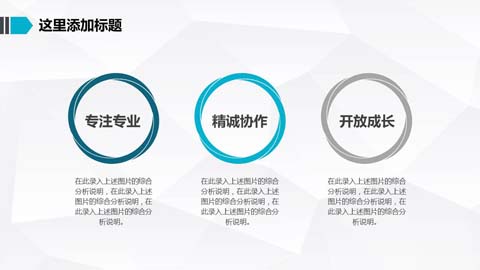 这里添加标题
专注专业
精诚协作
开放成长
在此录入上述图片的综合
分析说明，在此录入上述
图片的综合分析说明，在
此录入上述图片的综合分
析说明。
在此录入上述图片的综合
分析说明，在此录入上述
图片的综合分析说明，在
此录入上述图片的综合分
析说明。
在此录入上述图片的综合
分析说明，在此录入上述
图片的综合分析说明，在
此录入上述图片的综合分
析说明。